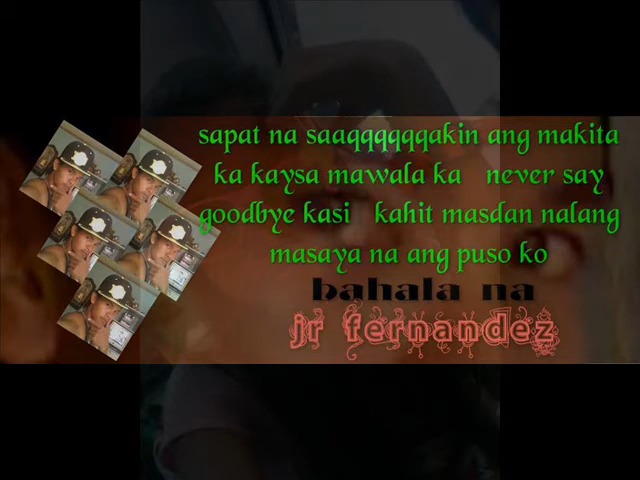 sapat na saaqqqqqqakin ang makita
ka kaysa mawala ka never say
goodbye kasi kahit masdan nalang
masaya na ang puso ko
bahala na
jr fernandez